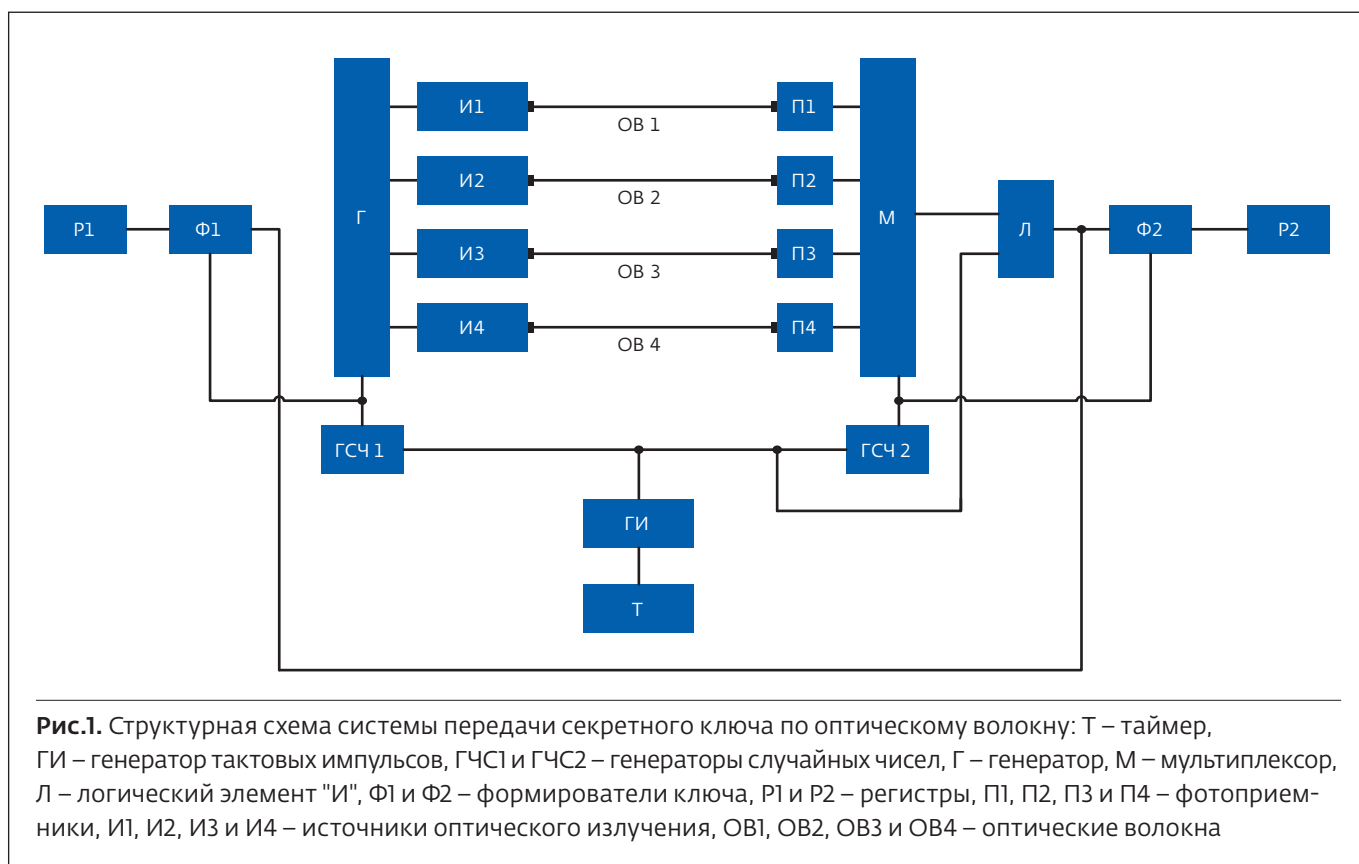 И1
П1
ОВ 1
И2
П2
ОВ 2
Р1
Ф1
Г
М
Л
Ф2
Р2
И3
П3
ОВ 3
И4
П4
ОВ 4
ГСЧ 1
ГСЧ 2
ГИ
Т
Рис.1. Структурная схема системы передачи секретного ключа по оптическому волокну: Т – таймер,
ГИ – генератор тактовых импульсов, ГЧС1 и ГЧС2 – генераторы случайных чисел, Г – генератор, М – мультиплексор,
Л – логический элемент "И", Ф1 и Ф2 – формирователи ключа, Р1 и Р2 – регистры, П1, П2, П3 и П4 – фотоприем-
ники, И1, И2, И3 и И4 – источники оптического излучения, ОВ1, ОВ2, ОВ3 и ОВ4 – оптические волокна